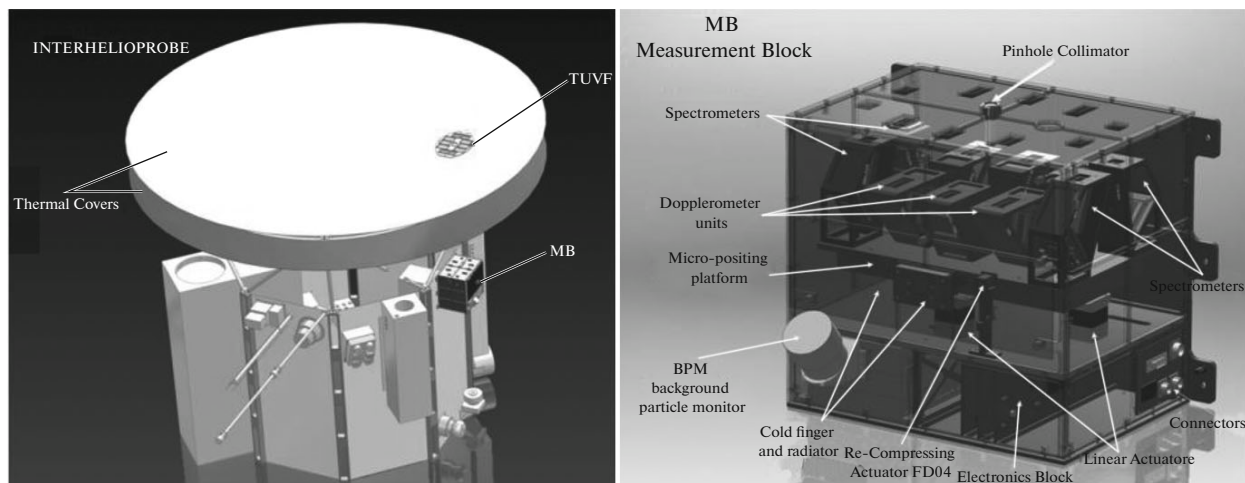 INTERHELIOPROBE
TUVF
Thermal Covers
MB
MB
Measurement Block
Pinhole Collimator
Spectrometers
Dopplerometer
units
Micro-positing
platform
Spectrometers
BPM
background
particle monitor
Cold finger
and radiator
Re-Compressing
Actuator FD04
Electronics Block
Linear Actuatore
Connectors